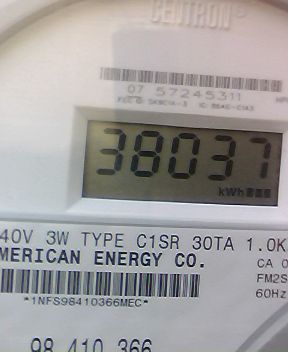 CENTRON®
07 57245311
38037
kWh
40V 3W TYPE C1SR 30TA 1.0K
MERICAN ENERGY CO.
CA 0
FM2S
60Hz
*1NFS98410366MEC*
98 410 366